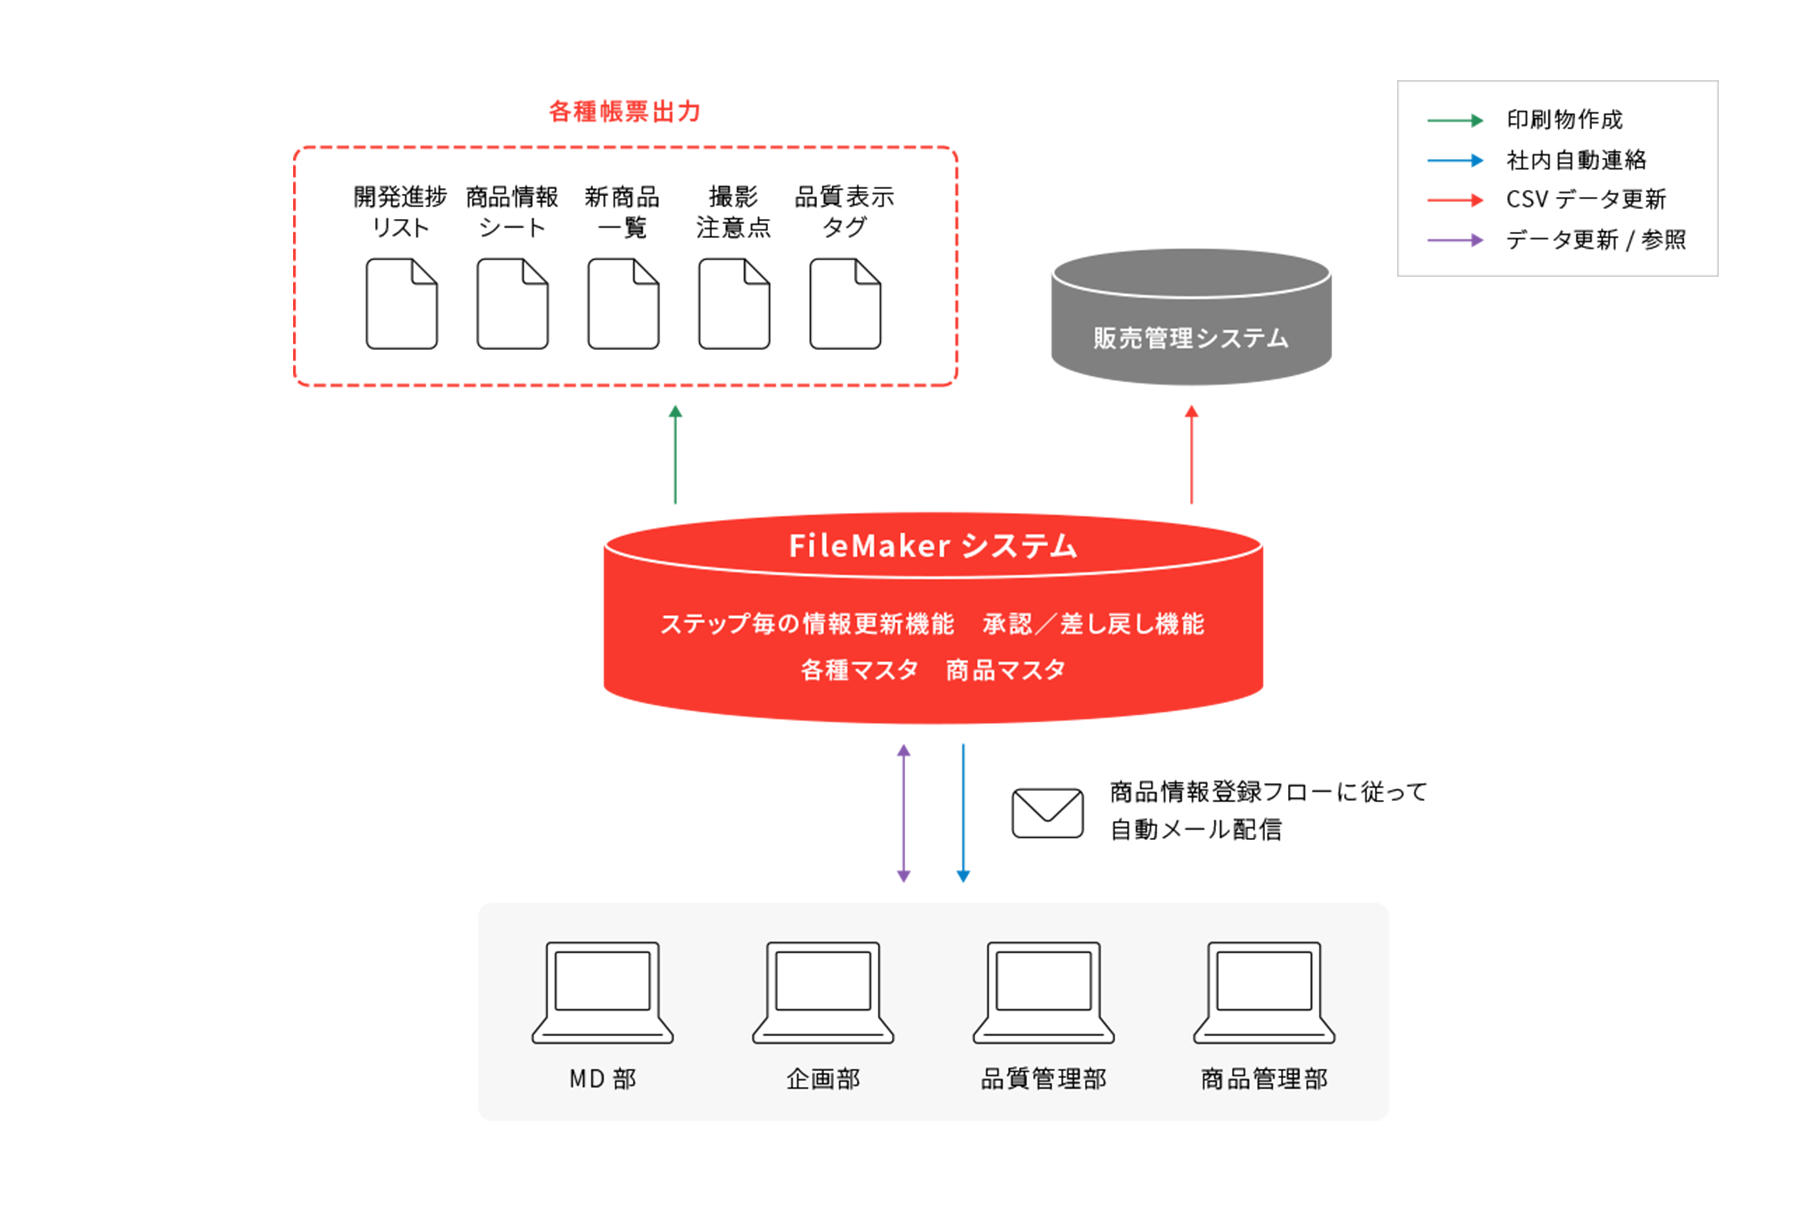 各種帳票出力
開発進捗
リスト
商品情報
シート
新商品
一覧
撮影
注意点
品質表示
タグ
印刷物作成
社内自動連絡
CSV データ更新
データ更新 / 参照
販売管理システム
FileMaker システム
ステップ毎の情報更新機能　承認／差し戻し機能
各種マスタ　商品マスタ
商品情報登録フローに従って
自動メール配信
MD 部
企画部
品質管理部
商品管理部